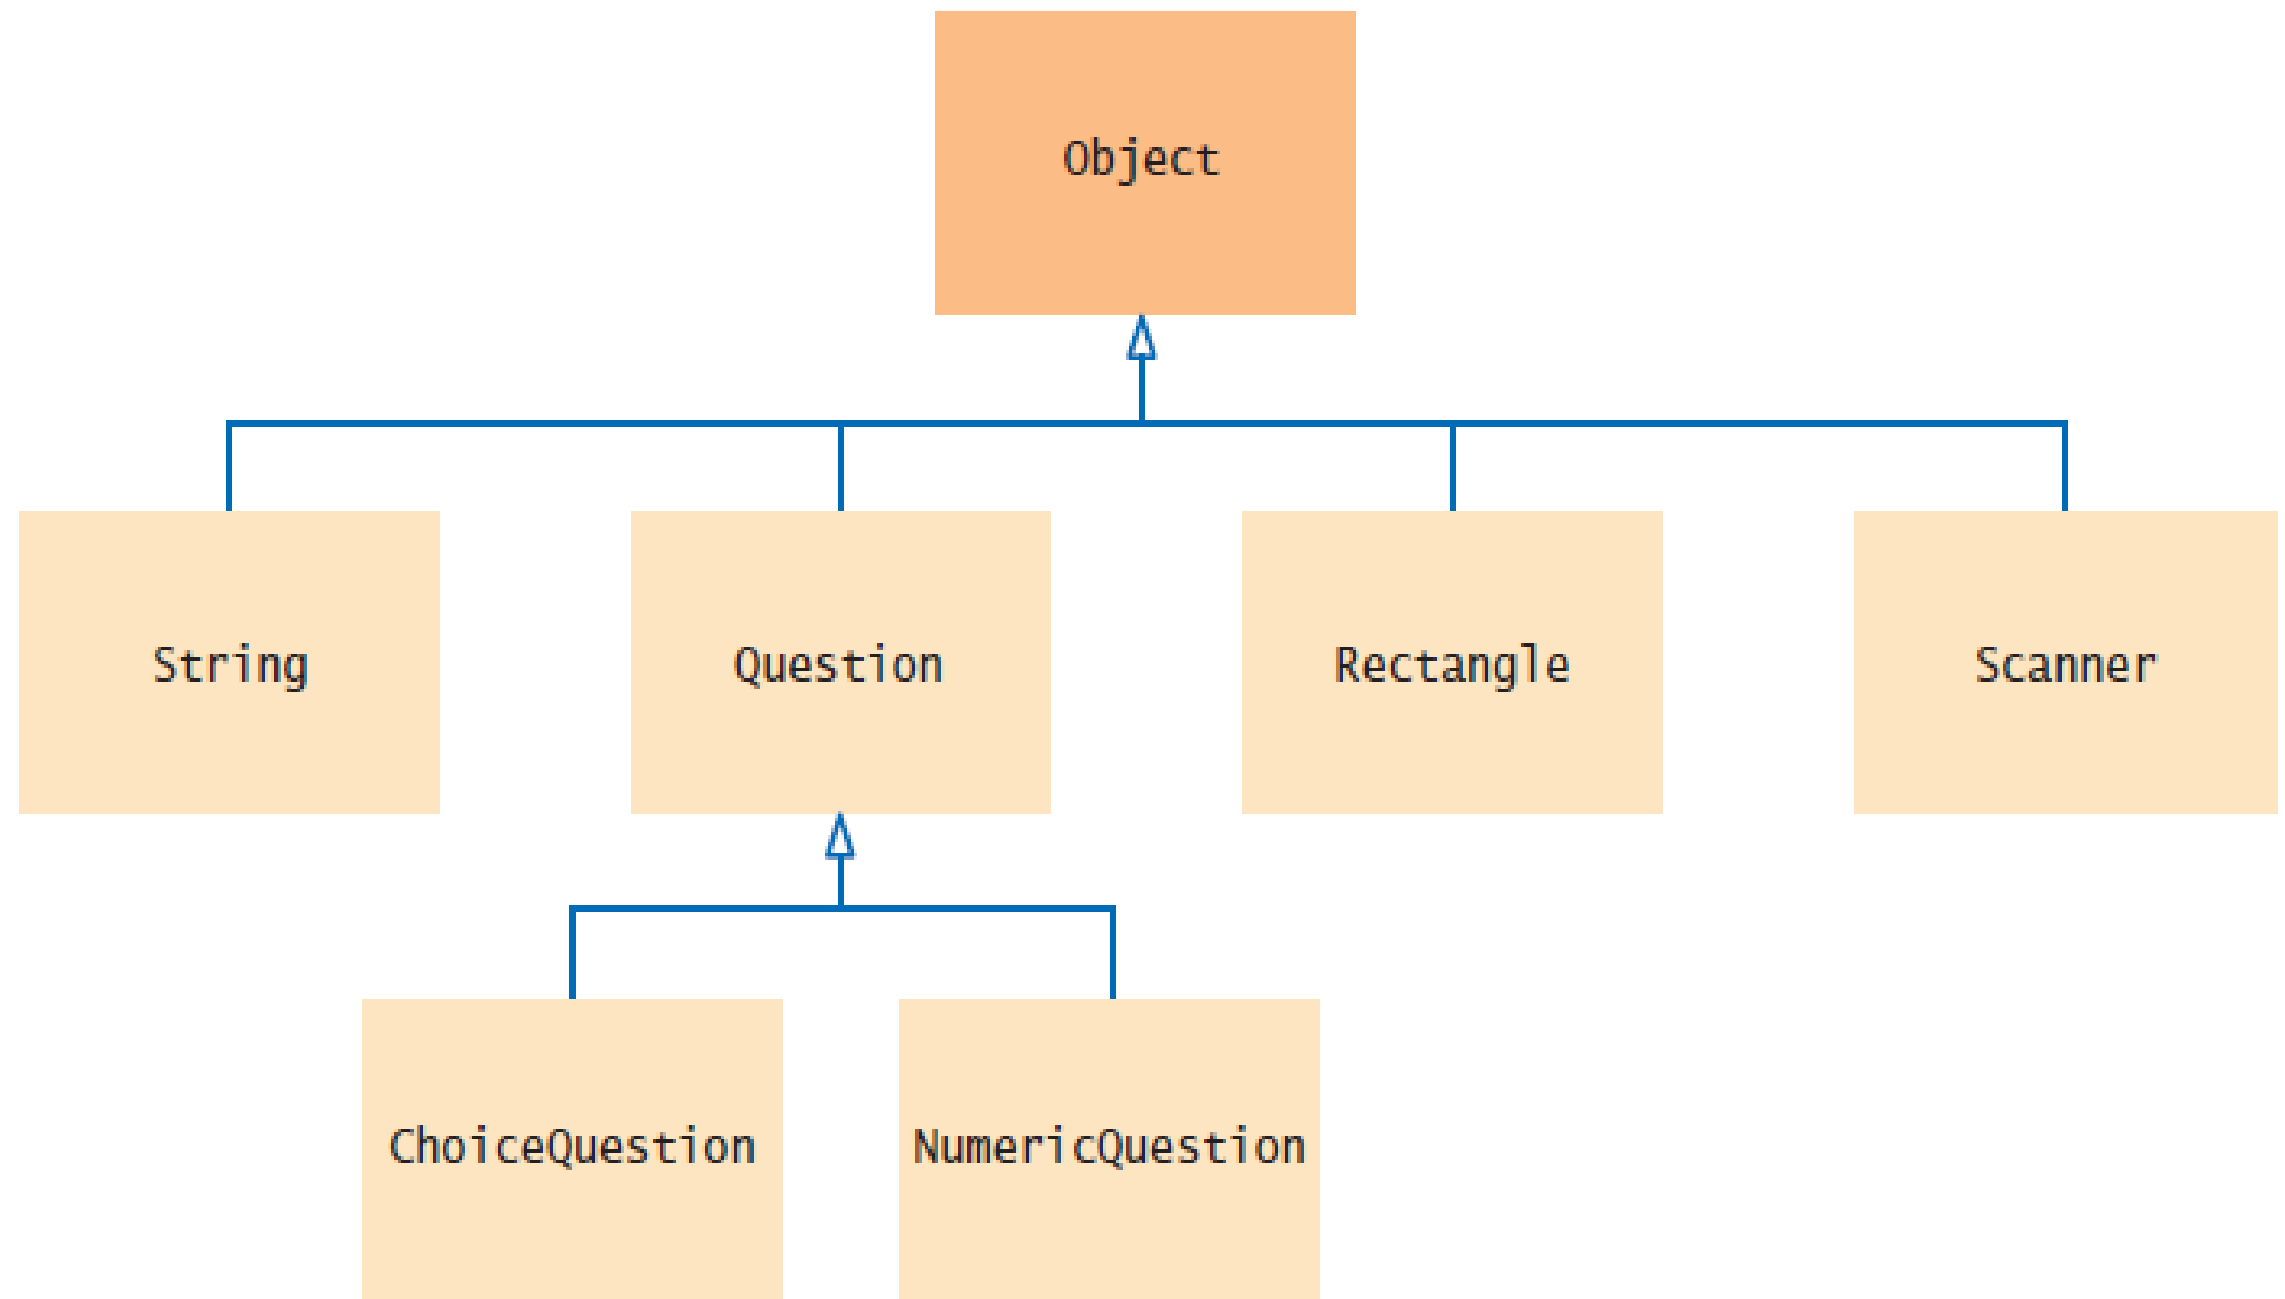 Object
String
Question
Rectangle
Scanner
ChoiceQuestion
NumericQuestion